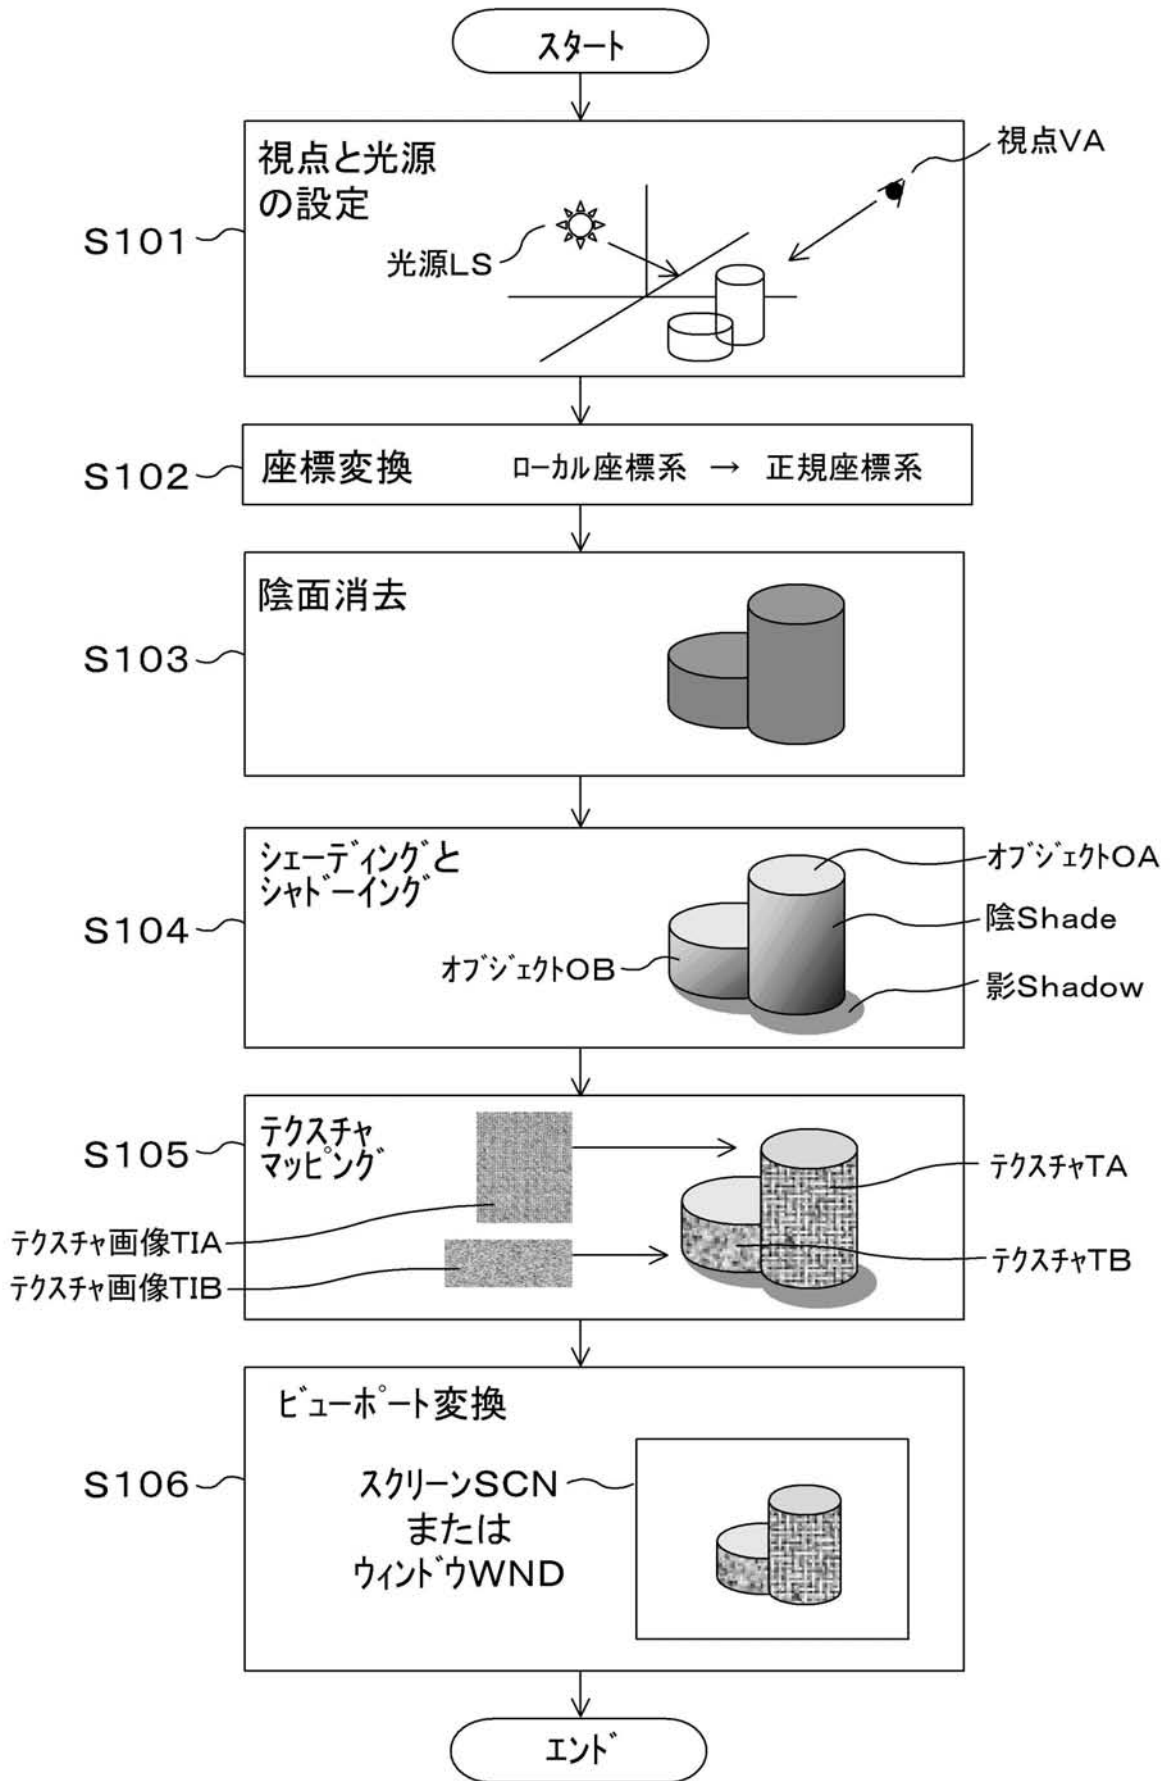 スタート
視点と光源
の設定
視点VA
S101
光源LS
S102
座標変換 ローカル座標系 → 正規座標系
陰面消去
S103
シェーディングと
シャドーイング
オブジェクトOA
陰Shade
S104
オブジェクトOB
影Shadow
テクスチャ
マッピング
S105
テクスチャTA
テクスチャ画像TIA
テクスチャTB
テクスチャ画像TIB
ビューポート変換
S106
スクリーンSCN
または
ウィンドウWND
エンド